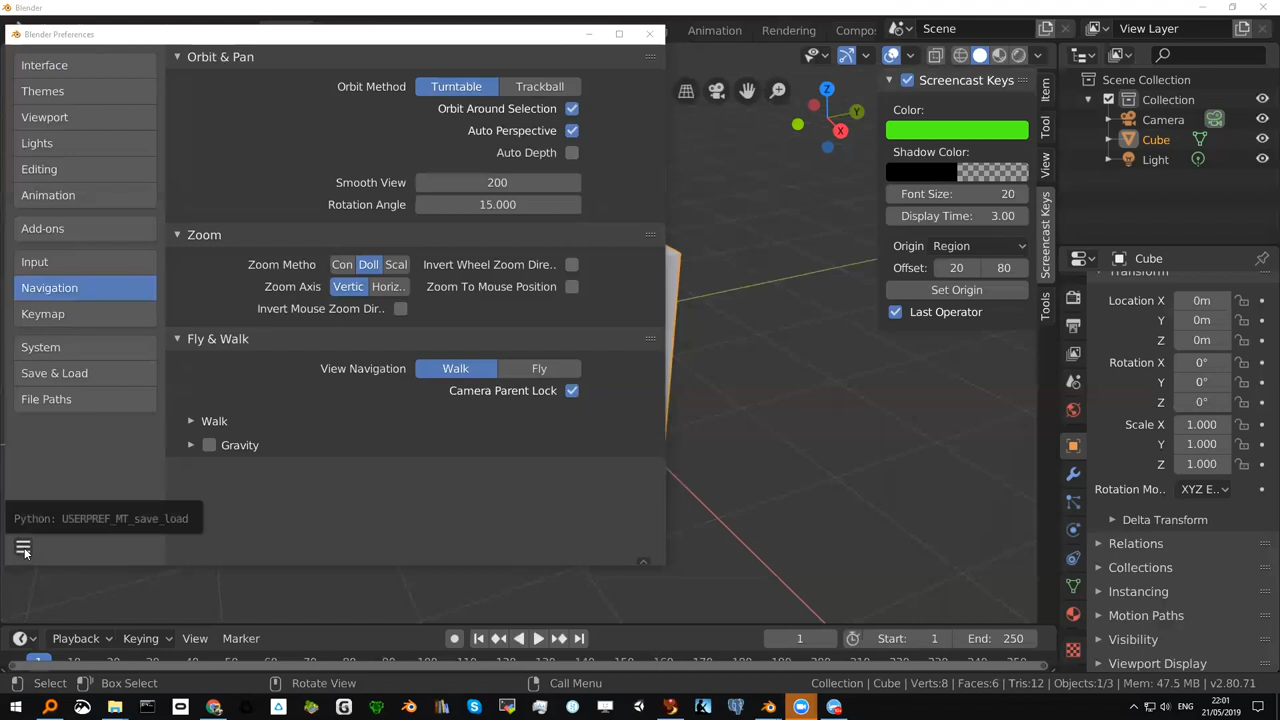 Blender
Blender Preferences
Animation
Compos
Scene
View Layer
Interface
Themes
Viewport
Lights
Editing
Animation
Add-ons
Input
Navigation
Keymap
System
Save & Load
File Paths
Python: USERPREF_MT_save_load
Orbit & Pan
Orbit Method Turntable Trackball
Orbit Around Selection
Auto Perspective
Auto Depth
Smooth View 200
Rotation Angle 15.000
Zoom
Zoom Metho Con Doll Scal Invert Wheel Zoom Dire..
Zoom Axis Vertic Horiz.. Zoom To Mouse Position
Invert Mouse Zoom Dir..
Fly & Walk
View Navigation Walk Fly
Camera Parent Lock
Walk
Gravity
Z
Y
X
Screencast Keys
Color:
Shadow Color:
Font Size: 20
Display Time: 3.00
Origin Region
Offset: 20 80
Set Origin
Last Operator
Item
Tool
View
Screencast Keys
Tools
Scene Collection
Collection
Camera
Cube
Light
Cube
Transform
Location X 0m
Y 0m
Z 0m
Rotation X 0°
Y 0°
Z 0°
Scale X 1.000
Y 1.000
Z 1.000
Rotation Mo.. XYZ E..
Delta Transform
Relations
Collections
Instancing
Motion Paths
Visibility
Viewport Display
Playback Keying View Marker
1 Start: 1 End: 250
Select Box Select Rotate View Call Menu
Collection | Cube | Verts:8 | Faces:6 | Tris:12 | Objects:1/3 | Mem: 47.5 MB | v2.80.71
22:01
21/05/2019